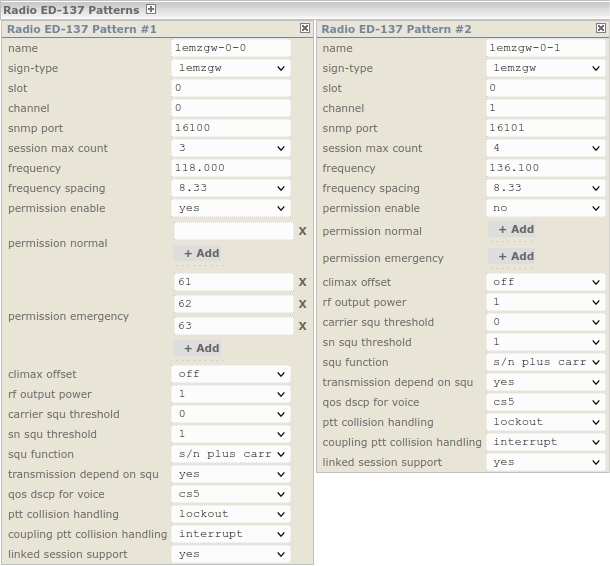 Radio ED-137 Patterns
Radio ED-137 Pattern #1
name lemzgw-0-0
sign-type lemzgw
slot 0
channel 0
snmp port 16100
session max count 3
frequency 118.000
frequency spacing 8.33
permission enable yes
permission normal
X
+ Add
permission emergency
61 X
62 X
63 X
+ Add
climax offset off
rf output power 1
carrier squ threshold 0
sn squ threshold 1
squ function s/n plus carr
transmission depend on squ yes
qos dscp for voice cs5
ptt collision handling lockout
coupling ptt collision handling interrupt
linked session support yes
Radio ED-137 Pattern #2
name lemzgw-0-1
sign-type lemzgw
slot 0
channel 1
snmp port 16101
session max count 4
frequency 136.100
frequency spacing 8.33
permission enable no
permission normal + Add
permission emergency + Add
climax offset off
rf output power 1
carrier squ threshold 0
sn squ threshold 1
squ function s/n plus carr
transmission depend on squ yes
qos dscp for voice cs5
ptt collision handling lockout
coupling ptt collision handling interrupt
linked session support yes